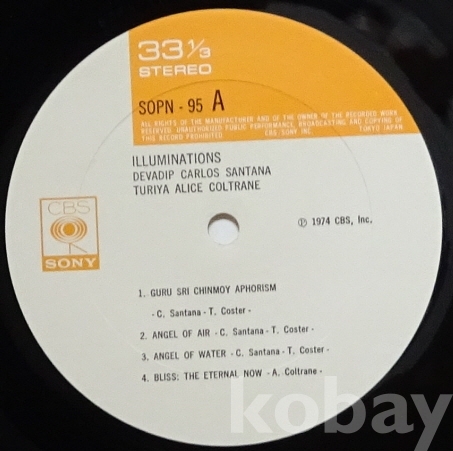 33 1/3
STEREO
SOPN - 95 A
ALL RIGHTS OF THE MANUFACTURER AND OF THE OWNER OF THE RECORDED WORK
RESERVED UNAUTHORIZED PUBLIC PERFORMANCE, BROADCASTING AND COPYING OF
THIS RECORD PROHIBITED CBS/SONY INC. TOKYO JAPAN
ILLUMINATIONS
DEVADIP CARLOS SANTANA
TURIYA ALICE COLTRANE
CBS
SONY
℗ 1974 CBS, Inc.
1. GURU SRI CHINMOY APHORISM
- C. Santana - T. Coster -
2. ANGEL OF AIR - C. Santana - T. Coster -
3. ANGEL OF WATER - C. Santana - T. Coster -
4. BLISS: THE ETERNAL NOW - A. Coltrane -
kobay